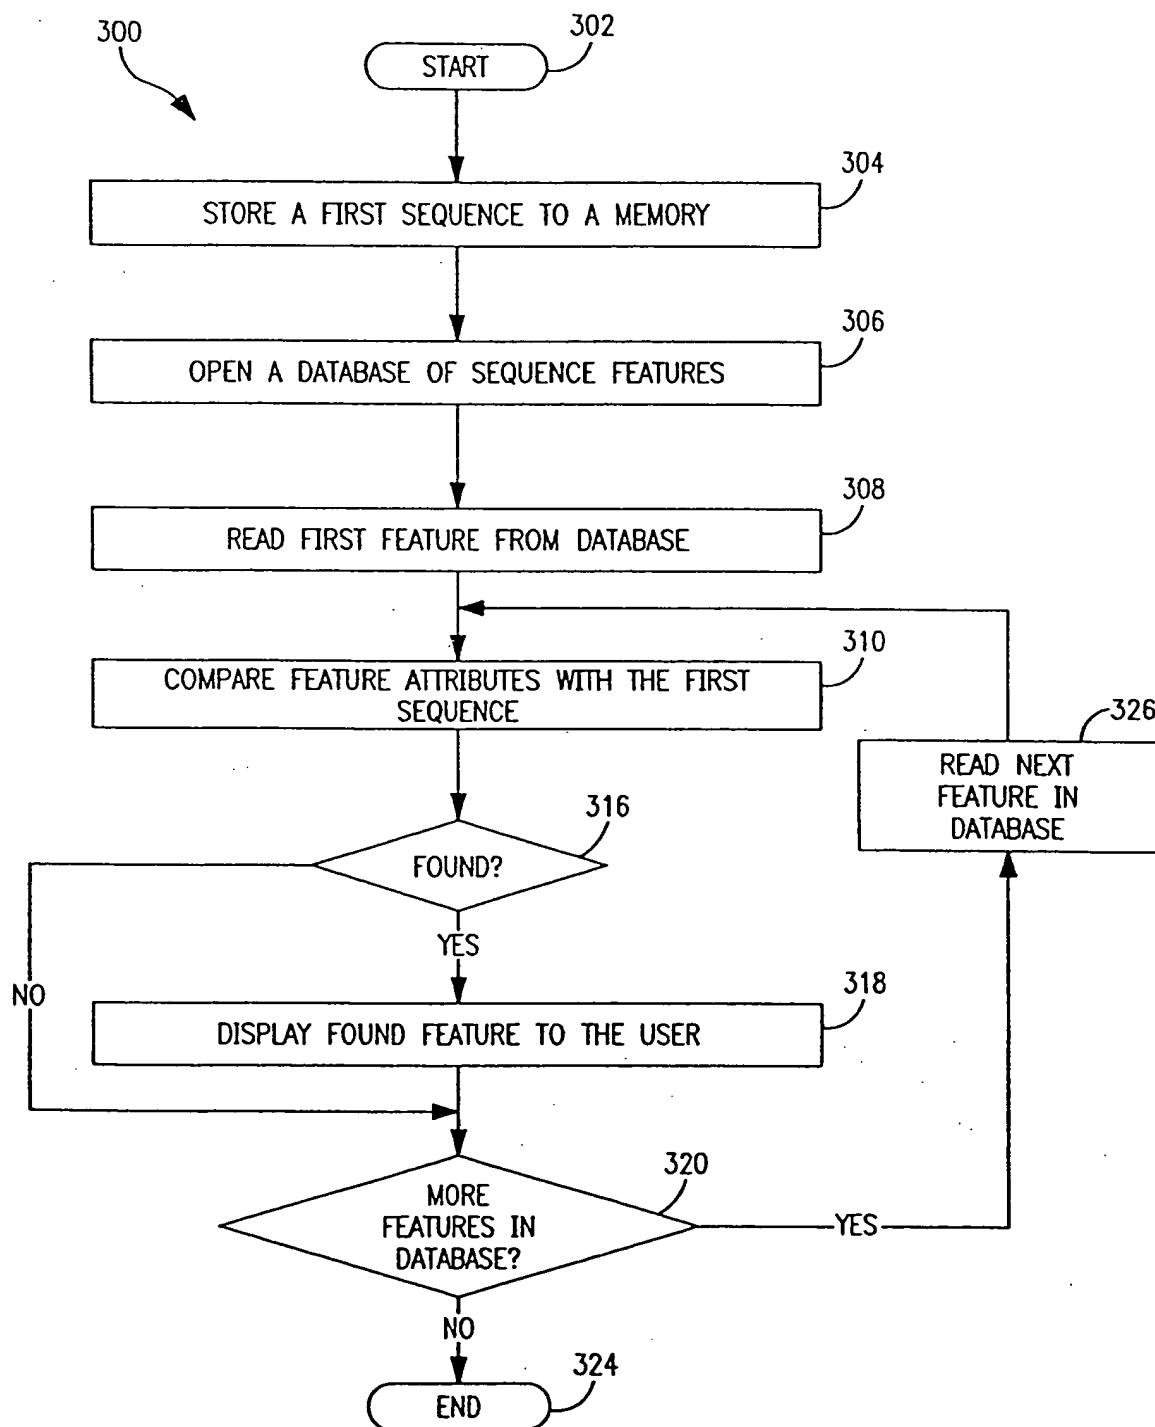 300
302
START
304
STORE A FIRST SEQUENCE TO A MEMORY
306
OPEN A DATABASE OF SEQUENCE FEATURES
308
READ FIRST FEATURE FROM DATABASE
310
COMPARE FEATURE ATTRIBUTES WITH THE FIRST
SEQUENCE
326
READ NEXT
FEATURE IN
DATABASE
316
FOUND?
YES
NO
318
DISPLAY FOUND FEATURE TO THE USER
320
MORE
FEATURES IN
DATABASE?
YES
NO
324
END